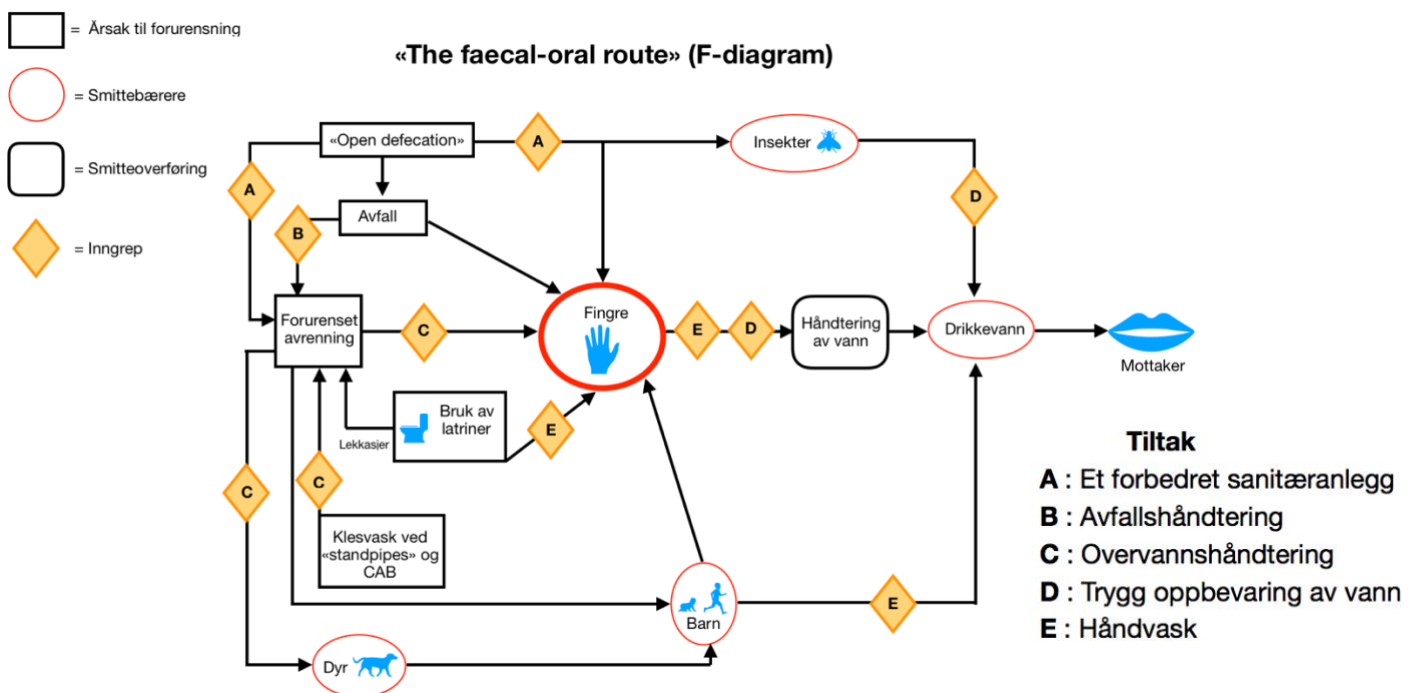 = Årsak til forurensning
«The faecal-oral route» (F-diagram)
= Smittebærere
= Smitteoverføring
= Inngrep
«Open defecation»
A
Insekter
A
Avfall
B
D
Forurenset
avrenning
C
Fingre
E
D
Håndtering
av vann
Drikkevann
Mottaker
Bruk av
latriner
Lekkasjer
E
C
C
Klesvask ved
«standpipes» og
CAB
Barn
E
Dyr
Tiltak
A : Et forbedret sanitæranlegg
B : Avfallshåndtering
C : Overvannshåndtering
D : Trygg oppbevaring av vann
E : Håndvask